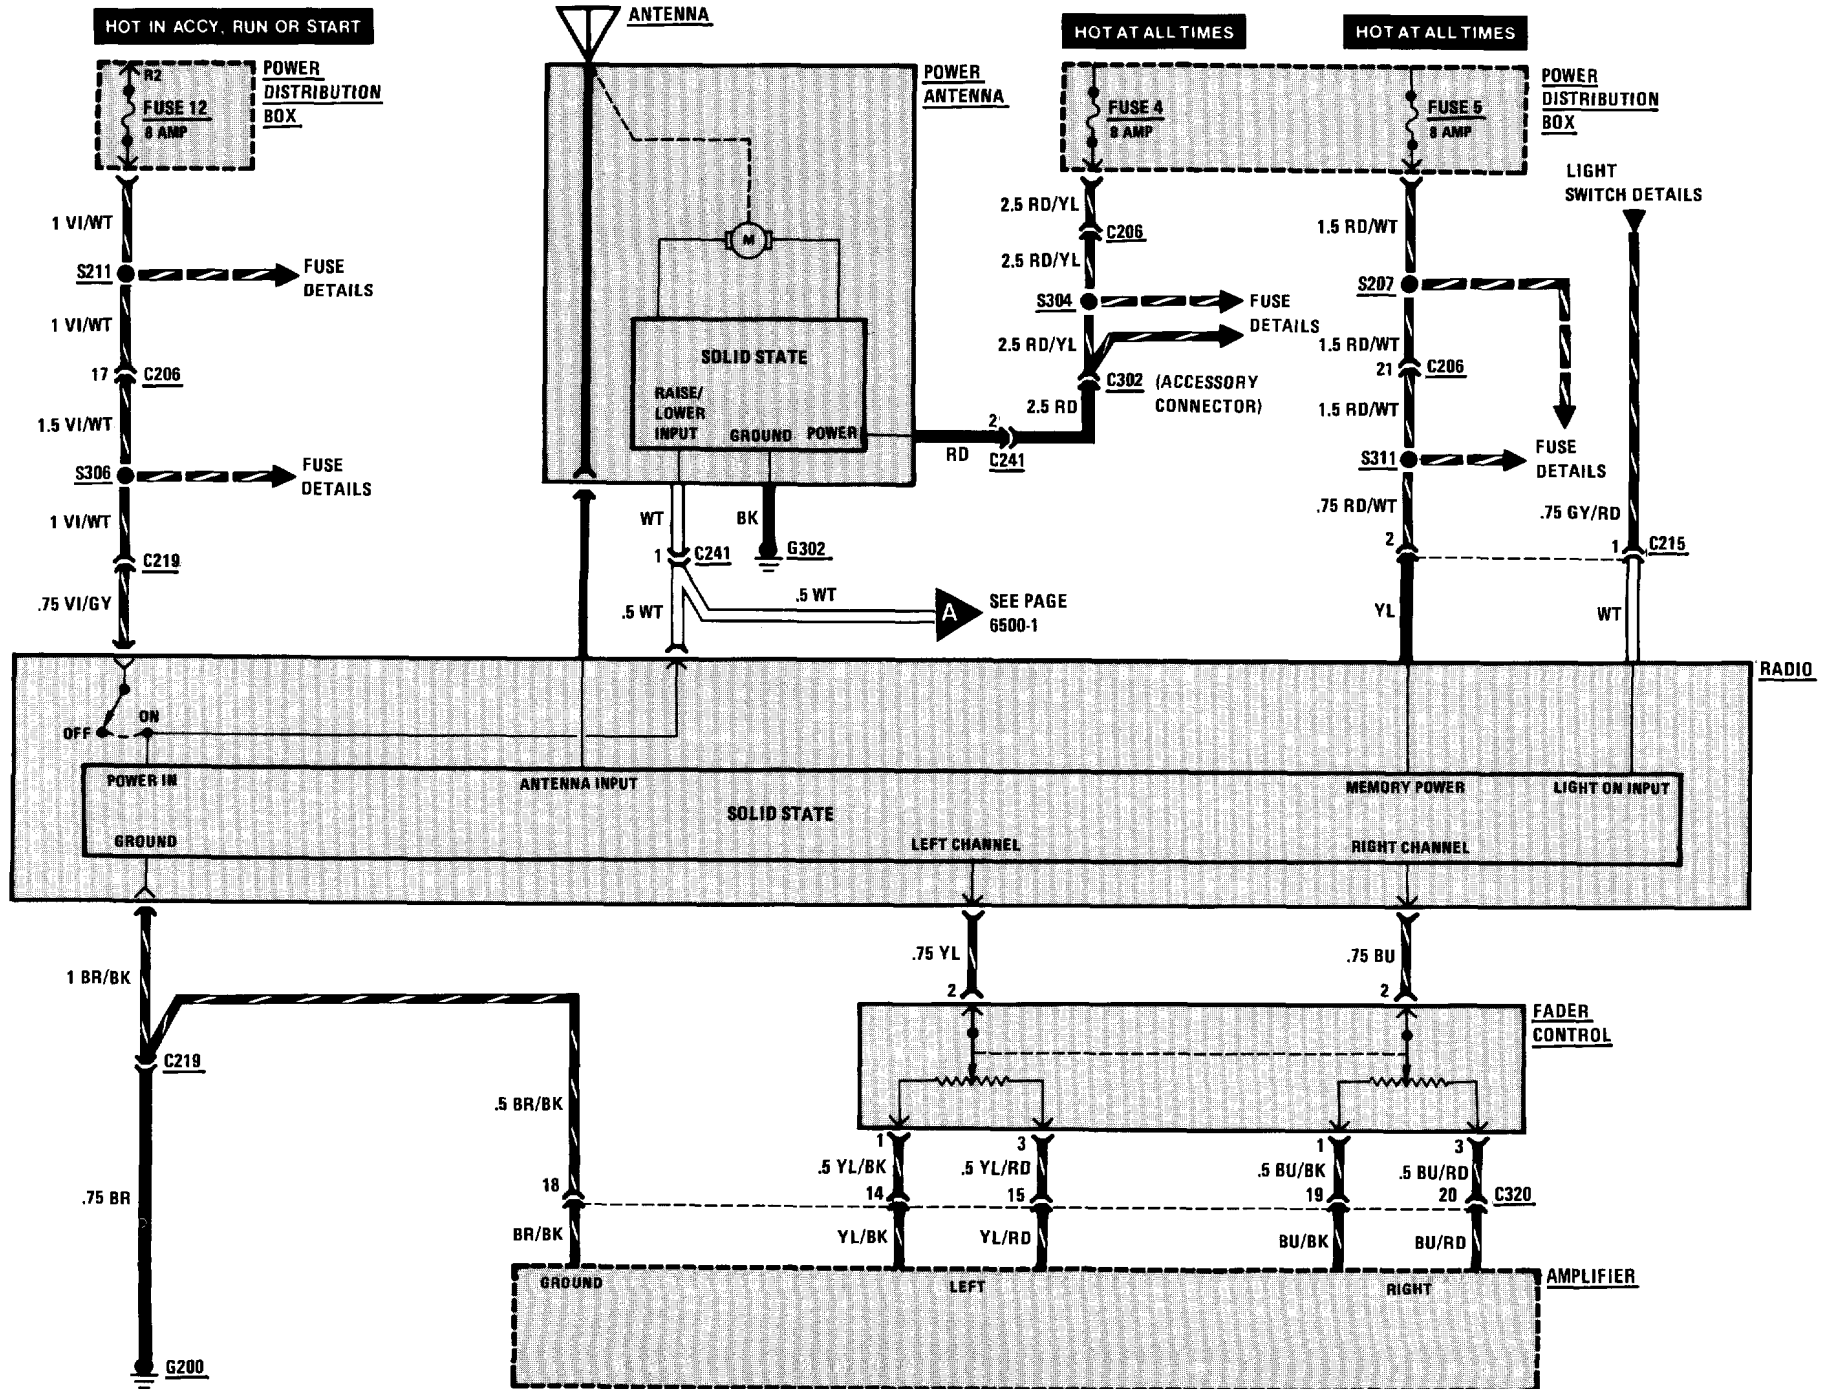 HOT IN ACCY, RUN OR START
ANTENNA
HOT AT ALL TIMES
HOT AT ALL TIMES
R2
FUSE 12
8 AMP
POWER
DISTRIBUTION
BOX
POWER
ANTENNA
FUSE 4
8 AMP
FUSE 5
8 AMP
POWER
DISTRIBUTION
BOX
LIGHT
SWITCH DETAILS
1 VI/WT
S211
FUSE
DETAILS
1 VI/WT
17
C206
1.5 VI/WT
S306
FUSE
DETAILS
1 VI/WT
C219
.75 VI/GY
M
SOLID STATE
RAISE/
LOWER
INPUT
GROUND
POWER
RD
2
C241
WT
BK
1
C241
G302
.5 WT
.5 WT
A
SEE PAGE
6500-1
2.5 RD/YL
C206
2.5 RD/YL
S304
FUSE
DETAILS
2.5 RD/YL
C302
(ACCESSORY
CONNECTOR)
2.5 RD
1.5 RD/WT
S207
1.5 RD/WT
21
C206
1.5 RD/WT
S311
FUSE
DETAILS
.75 RD/WT
2
.75 GY/RD
1
C215
YL
WT
RADIO
OFF
ON
POWER IN
ANTENNA INPUT
MEMORY POWER
LIGHT ON INPUT
SOLID STATE
GROUND
LEFT CHANNEL
RIGHT CHANNEL
1 BR/BK
C219
.75 BR
G200
.5 BR/BK
18
BR/BK
.75 YL
2
.75 BU
2
FADER
CONTROL
1
3
1
3
.5 YL/BK
.5 YL/RD
.5 BU/BK
.5 BU/RD
14
15
19
20
C320
YL/BK
YL/RD
BU/BK
BU/RD
GROUND
LEFT
RIGHT
AMPLIFIER